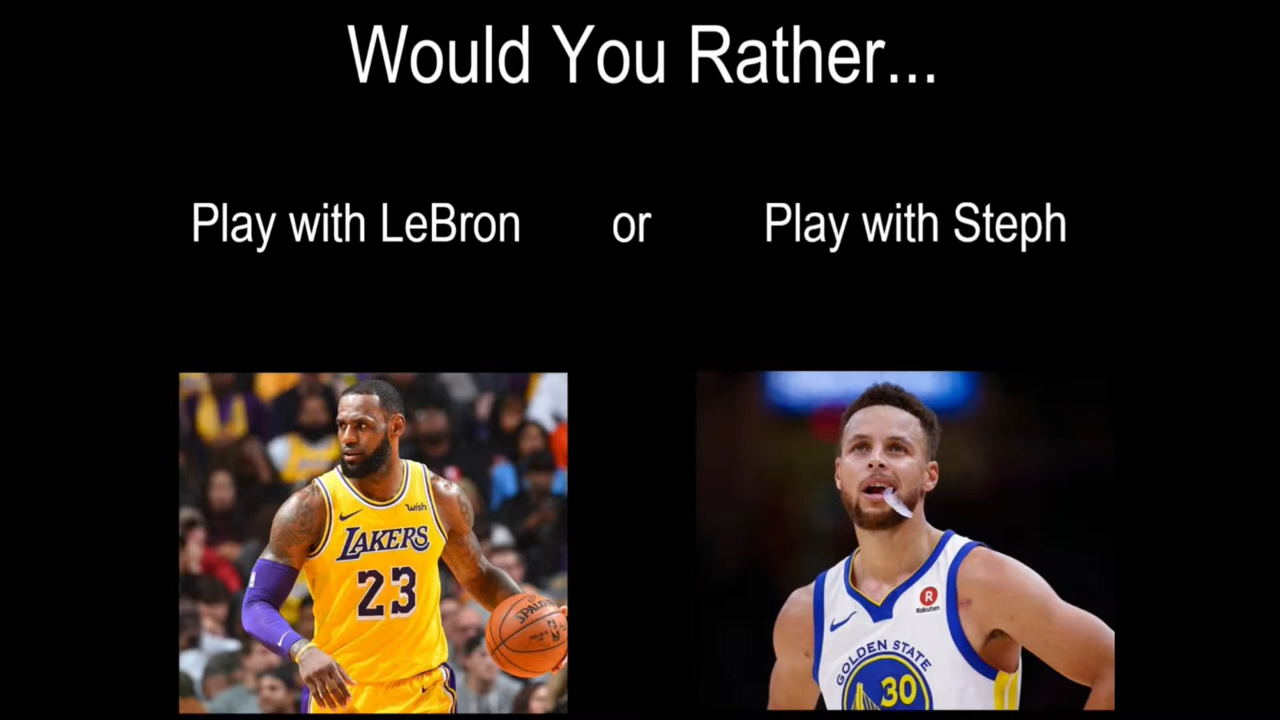 Would You Rather...
Play with LeBron or Play with Steph
wish
LAKERS
23
SPALDING
R
Rakuten
GOLDEN STATE
30